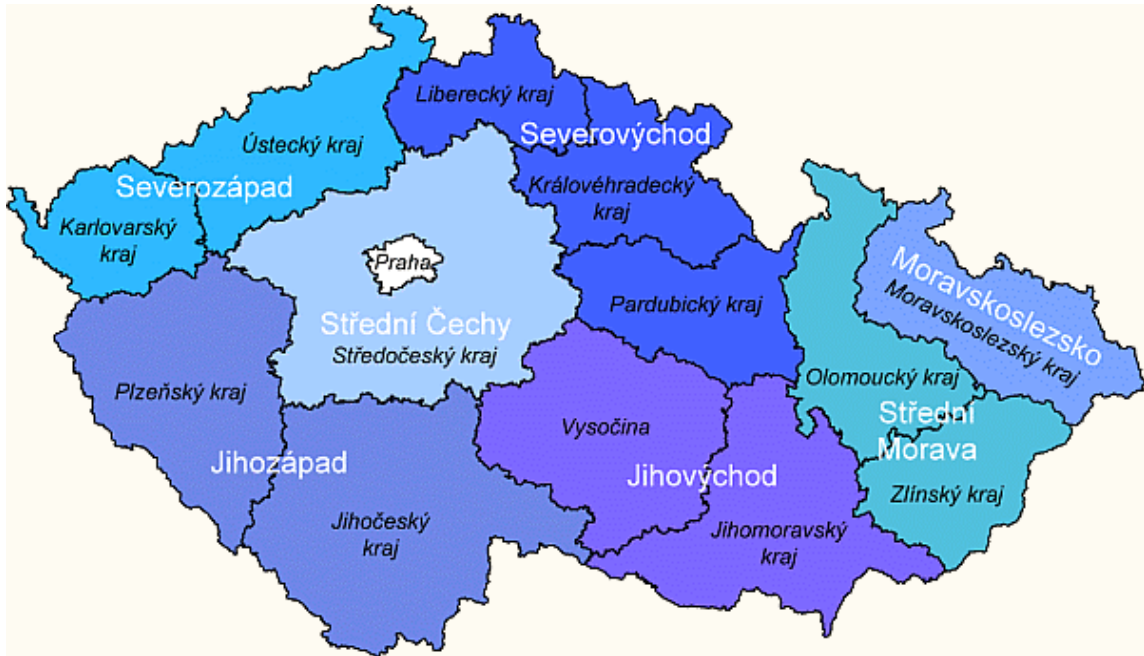 Liberecký kraj
Severovýchod
Ústecký kraj
Severozápad
Královéhradecký
kraj
Karlovarský
kraj
Praha
Moravskoslezsko
Moravskoslezský kraj
Pardubický kraj
Střední Čechy
Středočeský kraj
Plzeňský kraj
Olomoucký kraj
Střední
Morava
Vysočina
Jihozápad
Jihovýchod
Zlínský kraj
Jihočeský
kraj
Jihomoravský
kraj